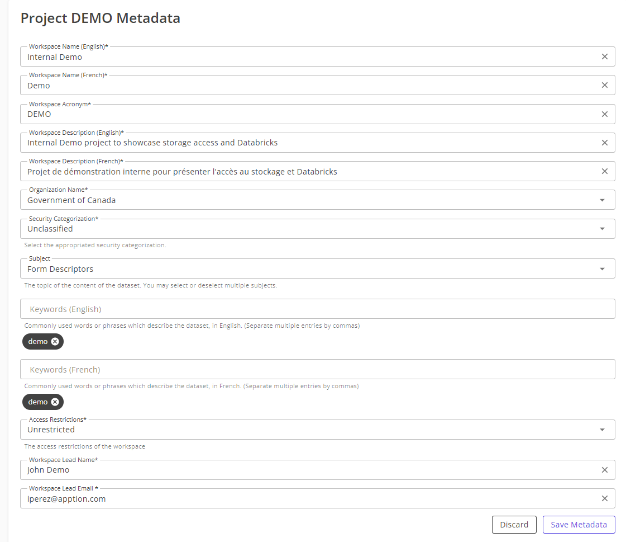 Project DEMO Metadata
Workspace Name (English)*
Internal Demo
Workspace Name (French)*
Demo
Workspace Acronym*
DEMO
Workspace Description (English)*
Internal Demo project to showcase storage access and Databricks
Workspace Description (French)*
Projet de démonstration interne pour présenter l'accès au stockage et Databricks
Organization Name*
Government of Canada
Security Categorization*
Unclassified
Select the appropriated security categorization.
Subject
Form Descriptors
The topic of the content of the dataset. You may select or deselect multiple subjects.
Keywords (English)
Commonly used words or phrases which describe the dataset, in English. (Separate multiple entries by commas)
demo
Keywords (French)
Commonly used words or phrases which describe the dataset, in French. (Separate multiple entries by commas)
demo
Access Restrictions*
Unrestricted
The access restrictions of the workspace
Workspace Lead Name*
John Demo
Workspace Lead Email *
lperez@apption.com
Discard Save Metadata